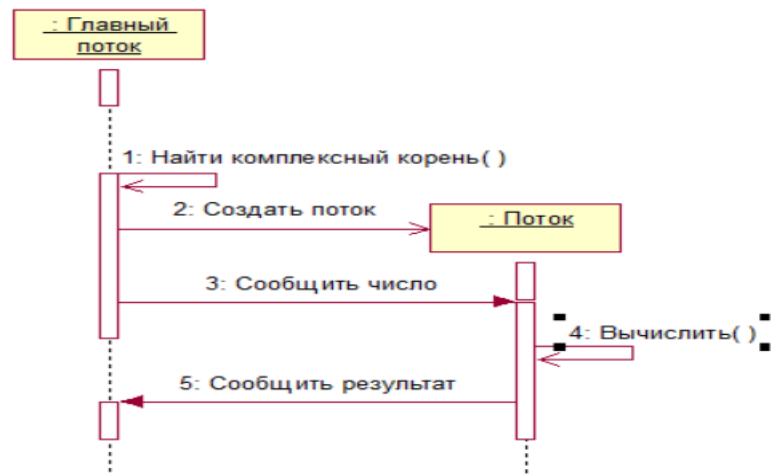 : Главный
поток
1: Найти комплексный корень( )
2: Создать поток
: Поток
3: Сообщить число
4: Вычислить( )
5: Сообщить результат